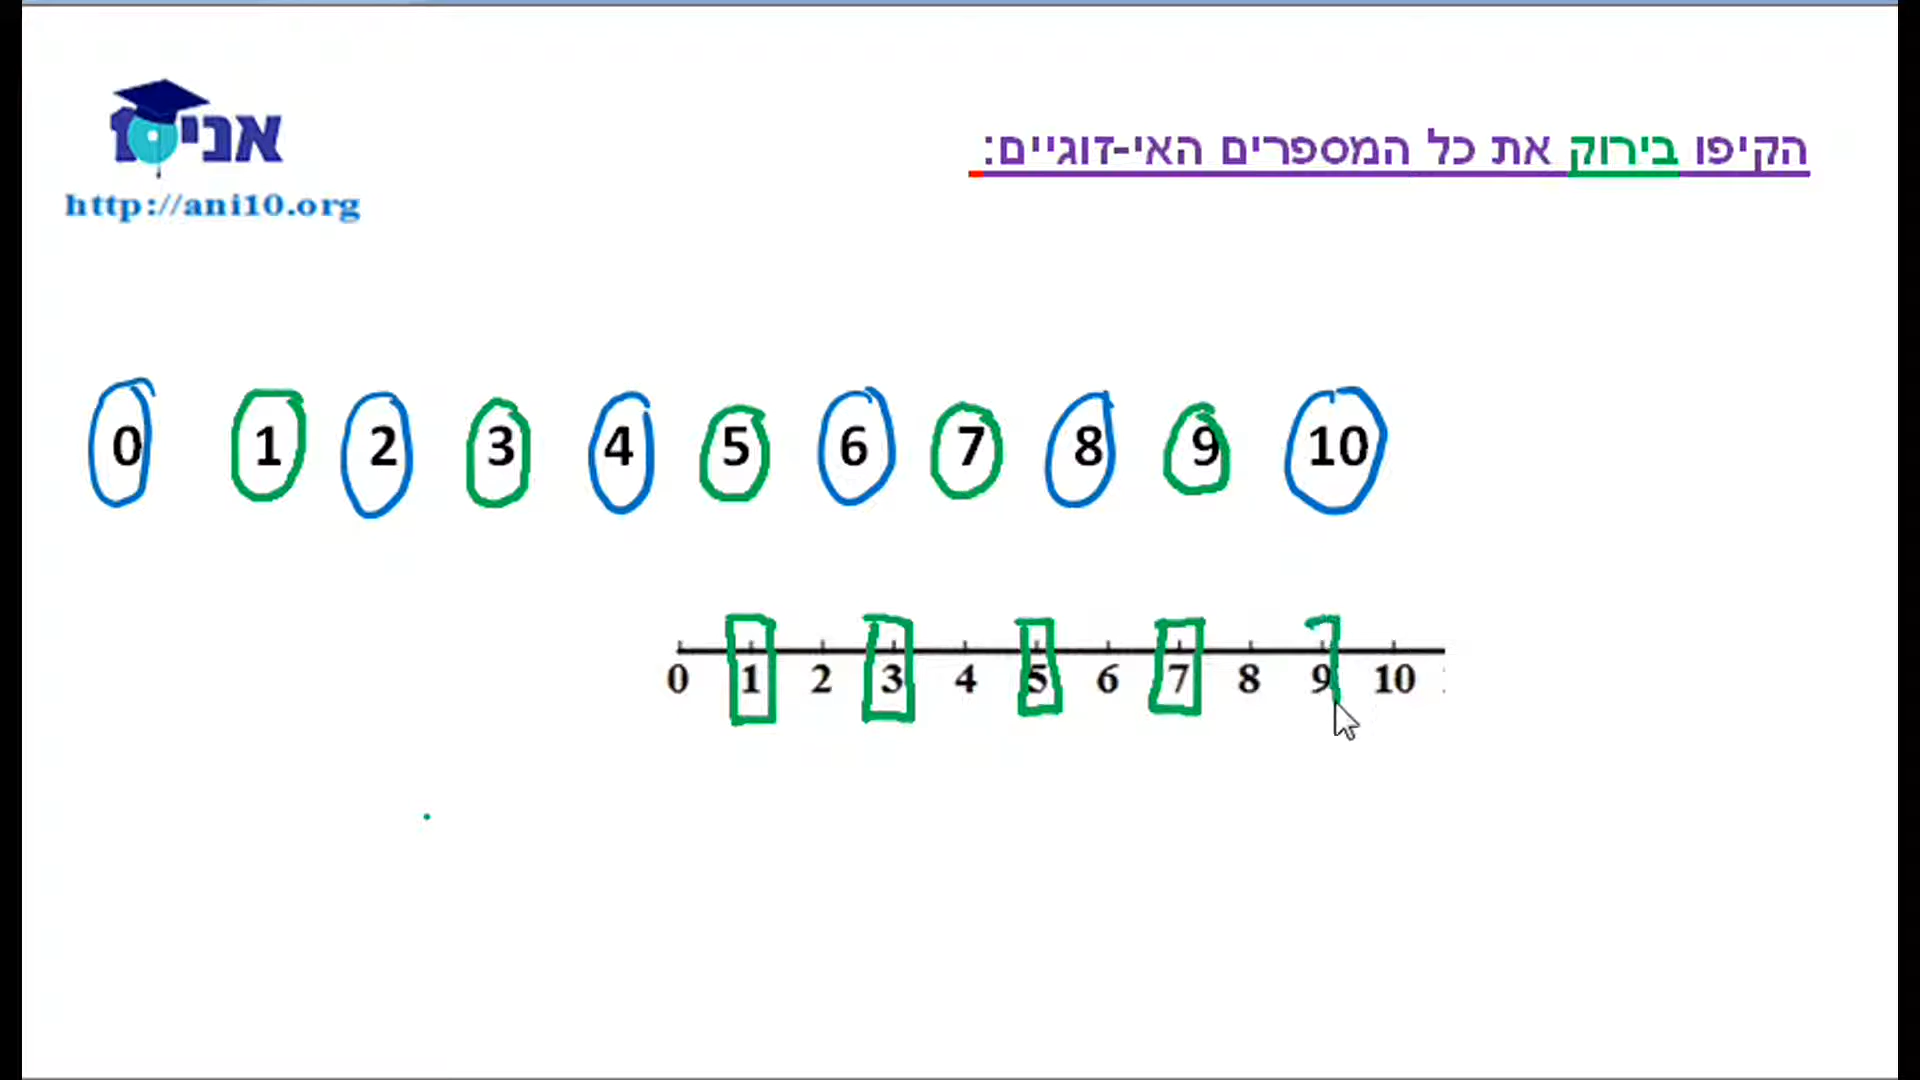 אני10
http://ani10.org
הקיפו בירוק את כל המספרים האי-זוגיים:
0 1 2 3 4 5 6 7 8 9 10
0 1 2 3 4 5 6 7 8 9 10